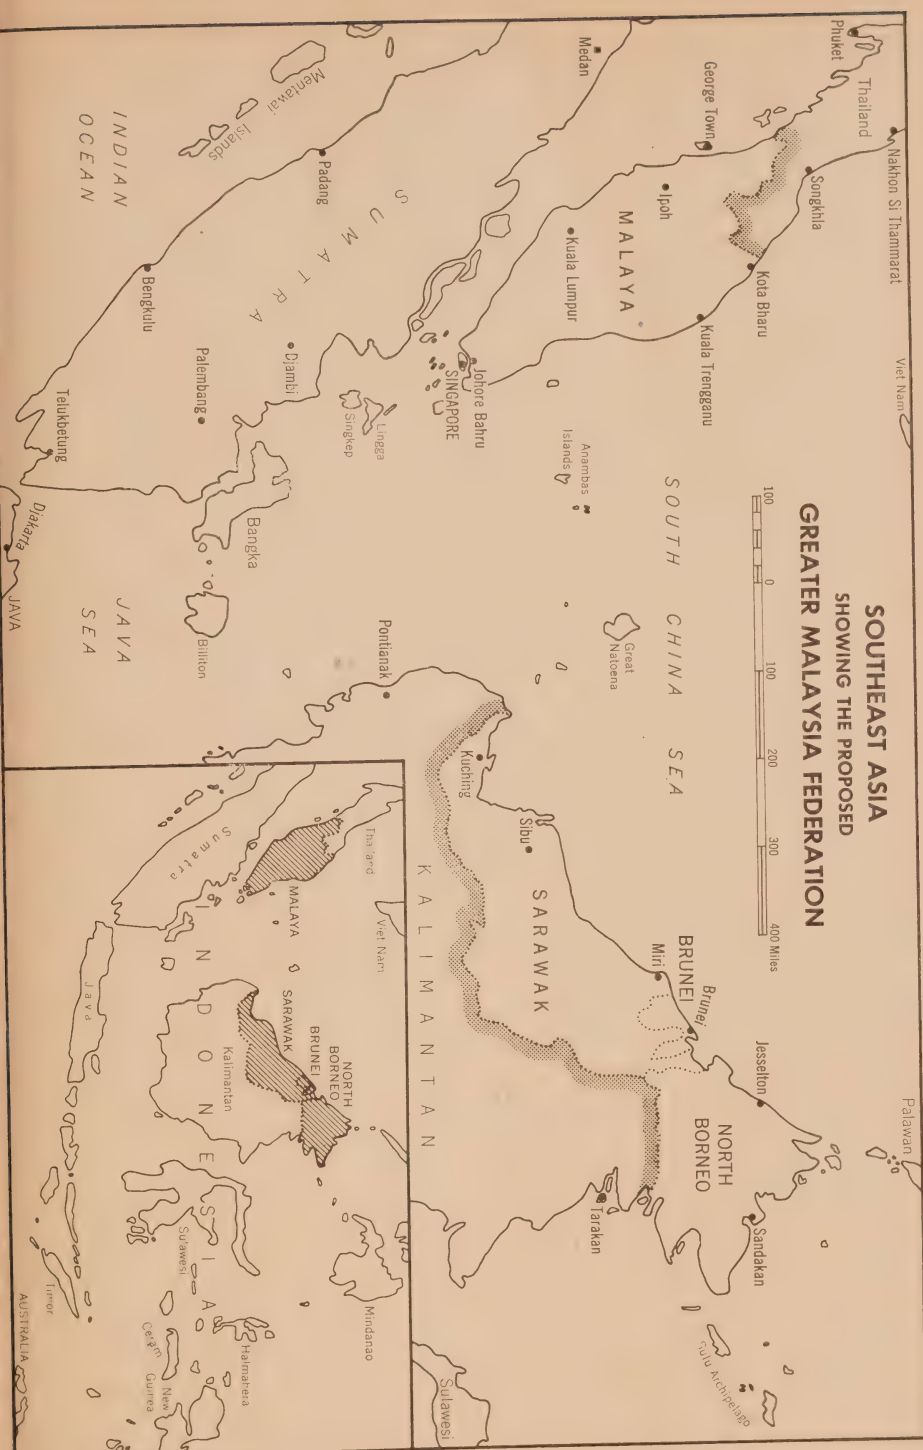 SOUTHEAST ASIA
SHOWING THE PROPOSED
GREATER MALAYSIA FEDERATION
100 0 100 200 300 400 Miles
Phuket
Thailand
Nakhon Si Thammarat
Songkhla
Viet Nam
Medan
George Town
Kota Bharu
Ipoh
MALAYA
Kuala Trengganu
Kuala Lumpur
Johore Bahru
SINGAPORE
Mentawai
Islands
INDIAN
OCEAN
Padang
SUMATRA
Bengkulu
Djambi
Palembang
Telukbetung
Lingga
Singkep
Bangka
Billiton
Djakarta
JAVA
JAVA
SEA
Anambas
Islands
SOUTH CHINA SEA
Great
Natoena
Pontianak
Kuching
Sibu
SARAWAK
Miri
BRUNEI
Brunei
Jesselton
Palawan
NORTH
BORNEO
Sandakan
Tarakan
KALIMANTAN
Sulu Archipelago
Sulawesi
Thailand
Viet Nam
Sumatra
MALAYA
INDONESIA
Java
SARAWAK
BRUNEI
NORTH
BORNEO
Kalimantan
Sulawesi
Mindanao
Halmahera
Ceram
New
Guinea
Timor
AUSTRALIA